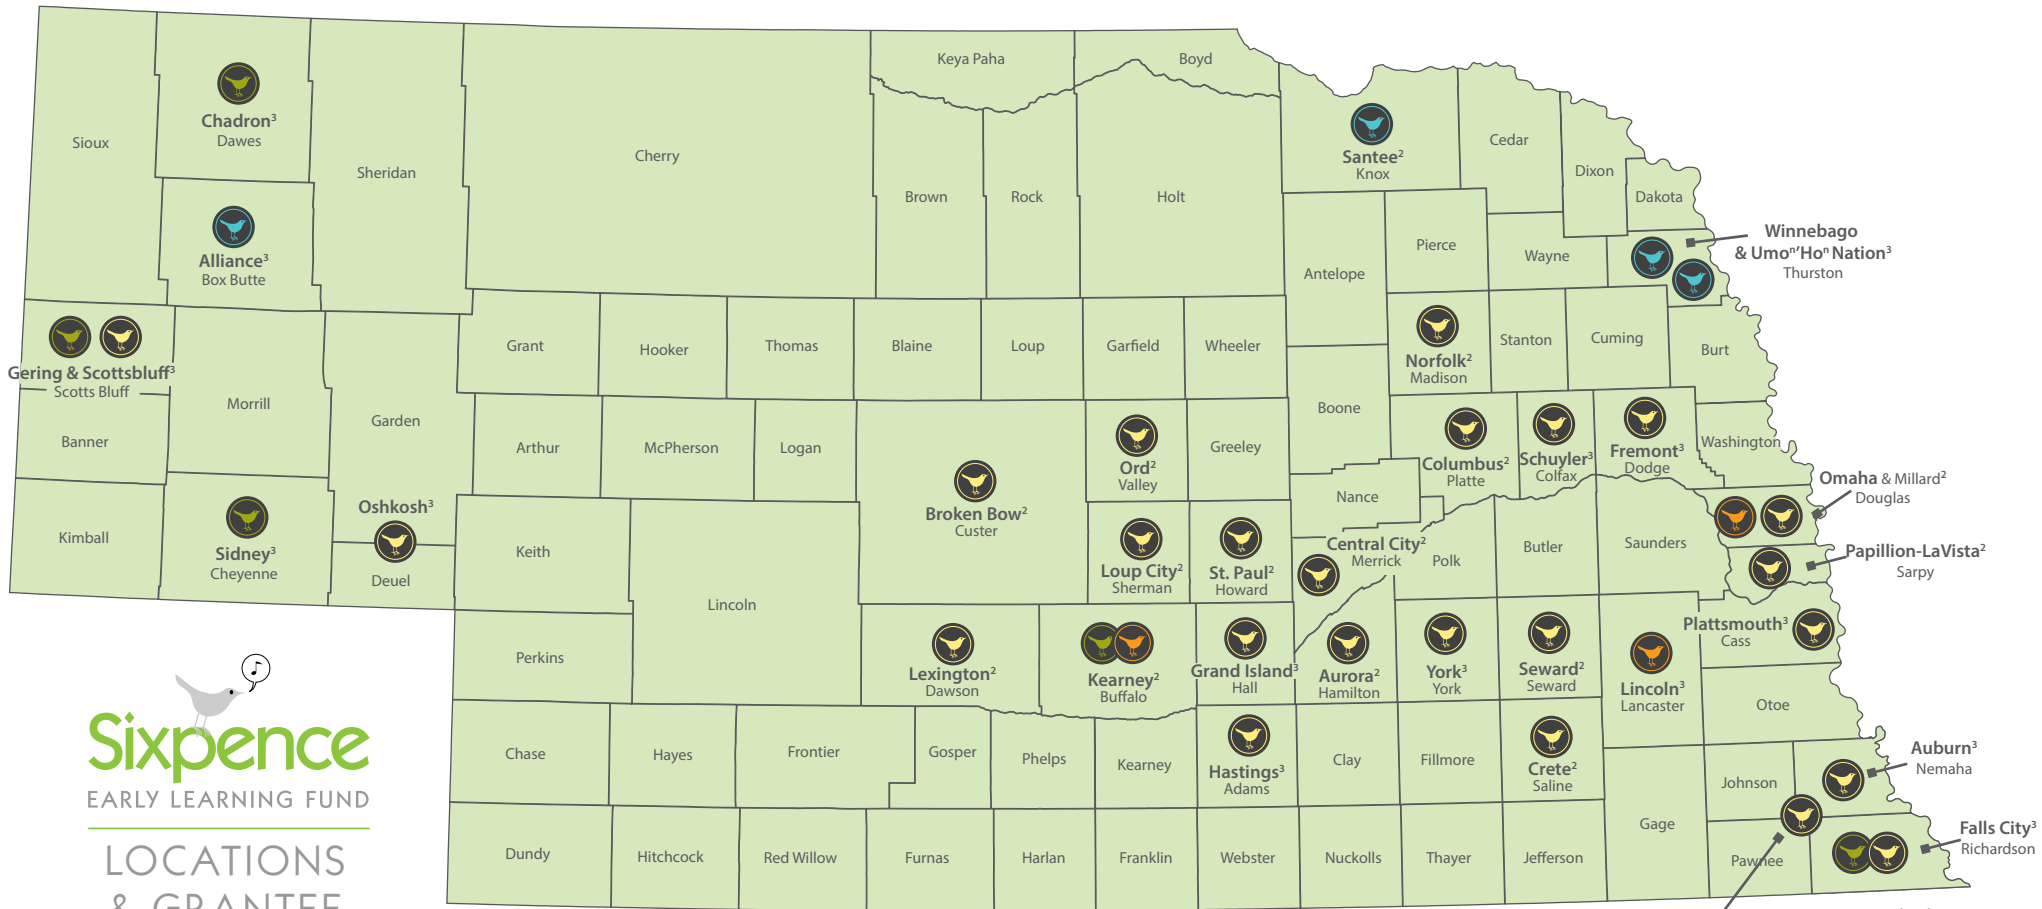 Keya Paha
Boyd
Chadron³
Dawes
Sioux
Sheridan
Cherry
Brown
Rock
Holt
Santee²
Knox
Cedar
Dixon
Dakota
Alliance³
Box Butte
Antelope
Pierce
Wayne
Winnebago
& Umoⁿ'Hoⁿ Nation³
Thurston
Gering & Scottsbluff³
Scotts Bluff
Morrill
Garden
Grant
Hooker
Thomas
Blaine
Loup
Garfield
Wheeler
Norfolk²
Madison
Stanton
Cuming
Burt
Banner
Arthur
McPherson
Logan
Ord²
Valley
Greeley
Boone
Columbus²
Platte
Schuyler³
Colfax
Fremont³
Dodge
Washington
Omaha & Millard²
Douglas
Kimball
Sidney³
Cheyenne
Oshkosh³
Deuel
Keith
Broken Bow²
Custer
Loup City²
Sherman
St. Paul²
Howard
Nance
Central City²
Merrick
Polk
Butler
Saunders
Papillion-LaVista²
Sarpy
Lincoln
Perkins
Lexington²
Dawson
Kearney²
Buffalo
Grand Island³
Hall
Aurora²
Hamilton
York³
York
Seward²
Seward
Lincoln³
Lancaster
Plattsmouth³
Cass
Otoe
Chase
Hayes
Frontier
Gosper
Phelps
Kearney
Hastings³
Adams
Clay
Fillmore
Crete²
Saline
Johnson
Auburn³
Nemaha
Dundy
Hitchcock
Red Willow
Furnas
Harlan
Franklin
Webster
Nuckolls
Thayer
Jefferson
Gage
Pawnee
Falls City³
Richardson
Sixpence
EARLY LEARNING FUND
LOCATIONS
& GRANTEE